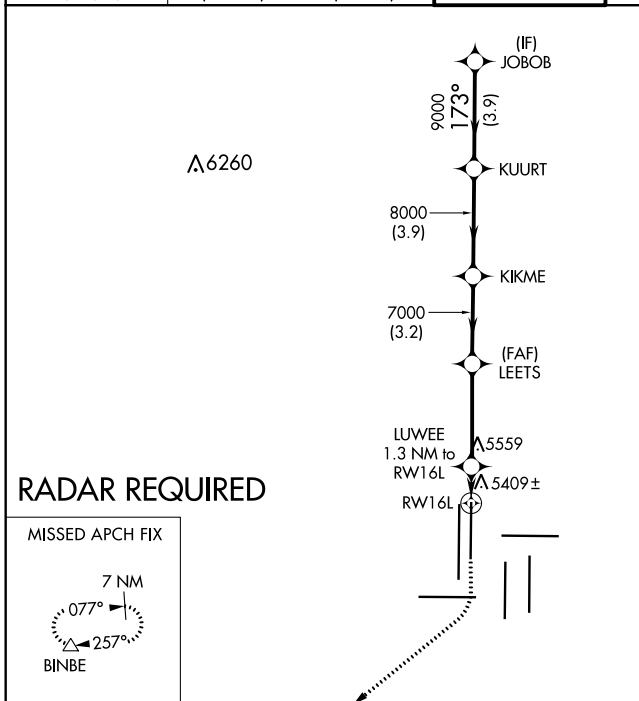 (IF)
JOBOB
9000
173°
(3.9)
6260
KUURT
8000
(3.9)
KIKME
7000
(3.2)
(FAF)
LEETS
LUWEE
1.3 NM to
RW16L
5559
5409±
RW16L
RADAR REQUIRED
MISSED APCH FIX
7 NM
077°
257°
BINBE